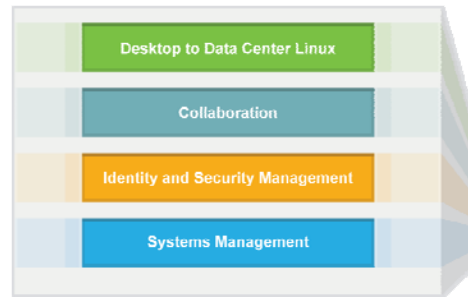 Desktop to Data Center Linux
Collaboration
Identity and Security Management
Systems Management